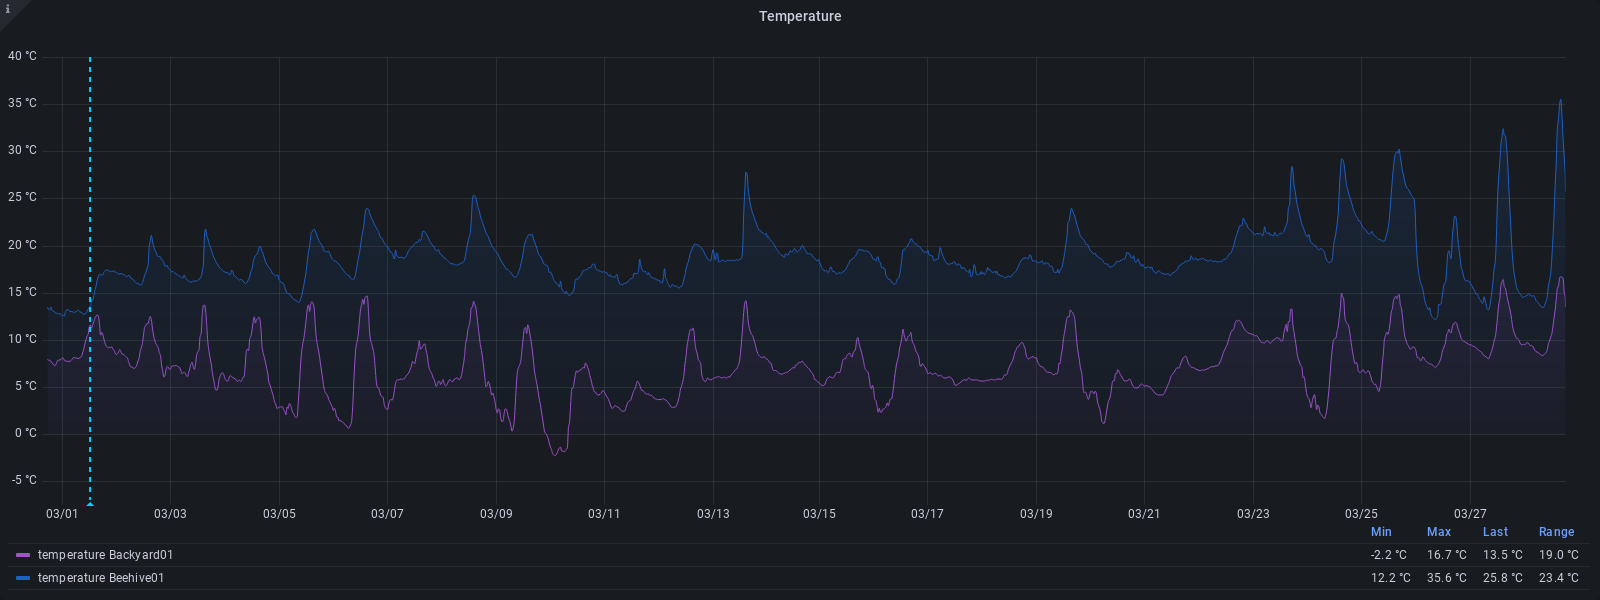 i
Temperature
40 °C
35 °C
30 °C
25 °C
20 °C
15 °C
10 °C
5 °C
0 °C
-5 °C
03/01 03/03 03/05 03/07 03/09 03/11 03/13 03/15 03/17 03/19 03/21 03/23 03/25 03/27
Min Max Last Range
temperature Backyard01 -2.2 °C 16.7 °C 13.5 °C 19.0 °C
temperature Beehive01 12.2 °C 35.6 °C 25.8 °C 23.4 °C